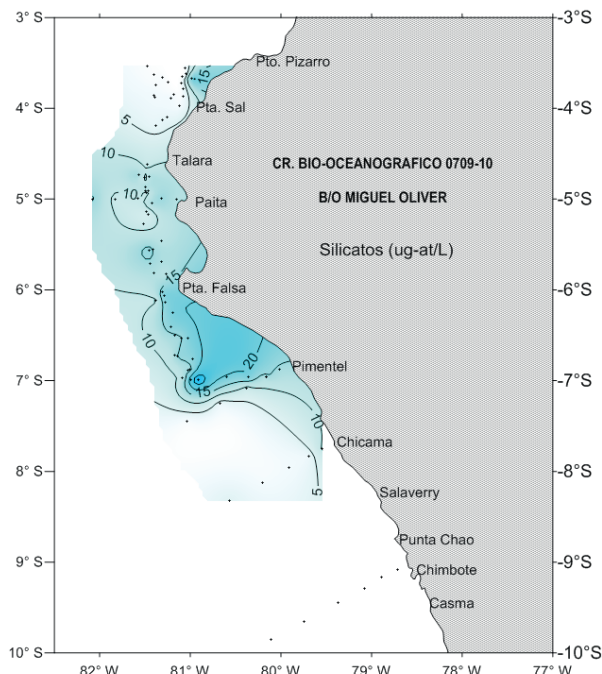 3° S
-3° S
Pto. Pizarro
15
4° S
Pta. Sal
-4° S
5
10
Talara
CR. BIO-OCEANOGRAFICO 0709-10
10
5° S
Paita
B/O MIGUEL OLIVER
-5° S
Silicatos (ug-at/L)
15
6° S
Pta. Falsa
-6° S
10
20
Pimentel
7° S
15
-7° S
10
Chicama
8° S
5
Salaverry
-8° S
Punta Chao
9° S
Chimbote
-9° S
Casma
10° S
-10° S
82° W 81° W 80° W 79° W 78° W 77° W